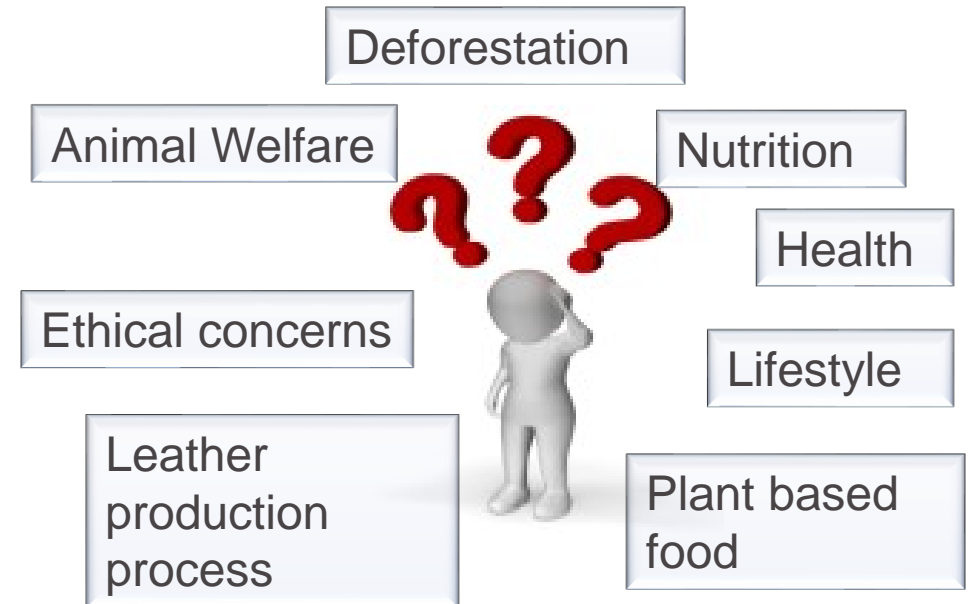 Deforestation
Animal Welfare
Nutrition
Health
Ethical concerns
Lifestyle
Leather
production
process
Plant based
food